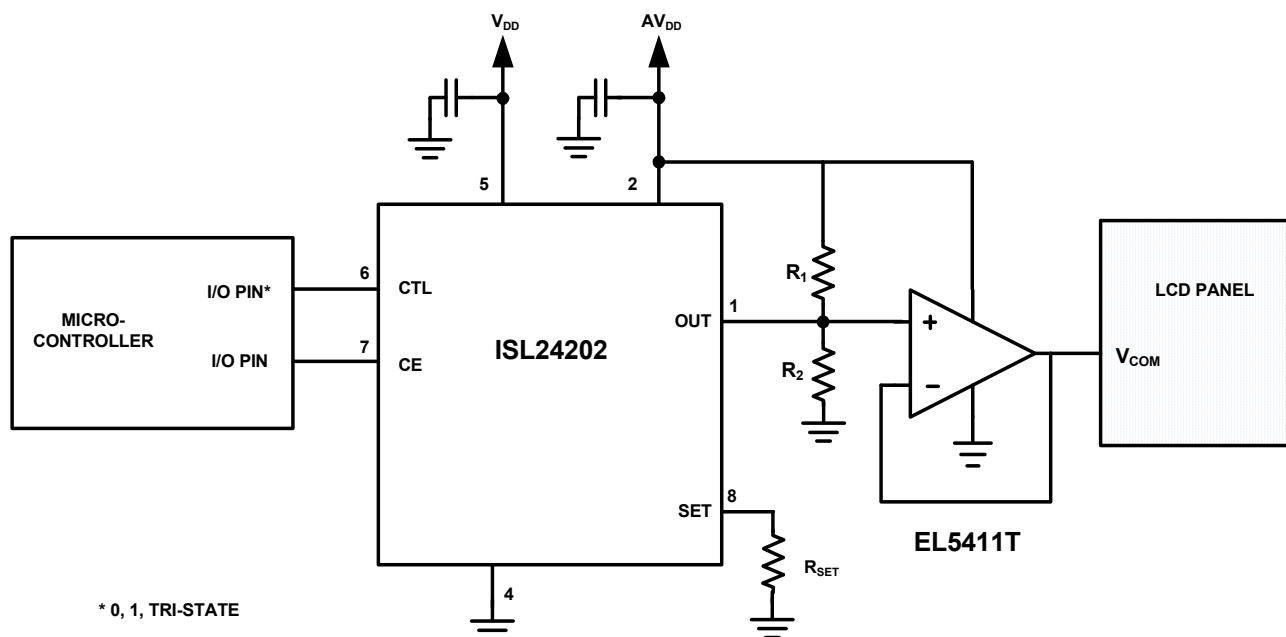 VDD
AVDD
5
2
MICRO-
CONTROLLER
I/O PIN*
I/O PIN
6
7
CTL
CE
ISL24202
OUT
1
SET
8
4
R1
R2
RSET
+
−
EL5411T
LCD PANEL
VCOM
* 0, 1, TRI-STATE